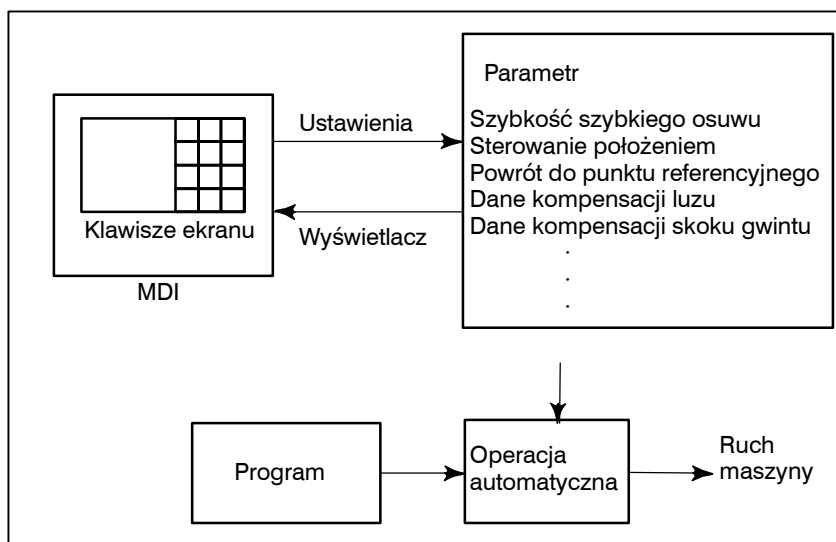 Parametr
Ustawienia
Szybkość szybkiego osuwu
Sterowanie położeniem
Powrót do punktu referencyjnego
Dane kompensacji luzu
Dane kompensacji skoku gwintu
.
.
.
Klawisze ekranu
Wyświetlacz
MDI
Program
Operacja
automatyczna
Ruch
maszyny